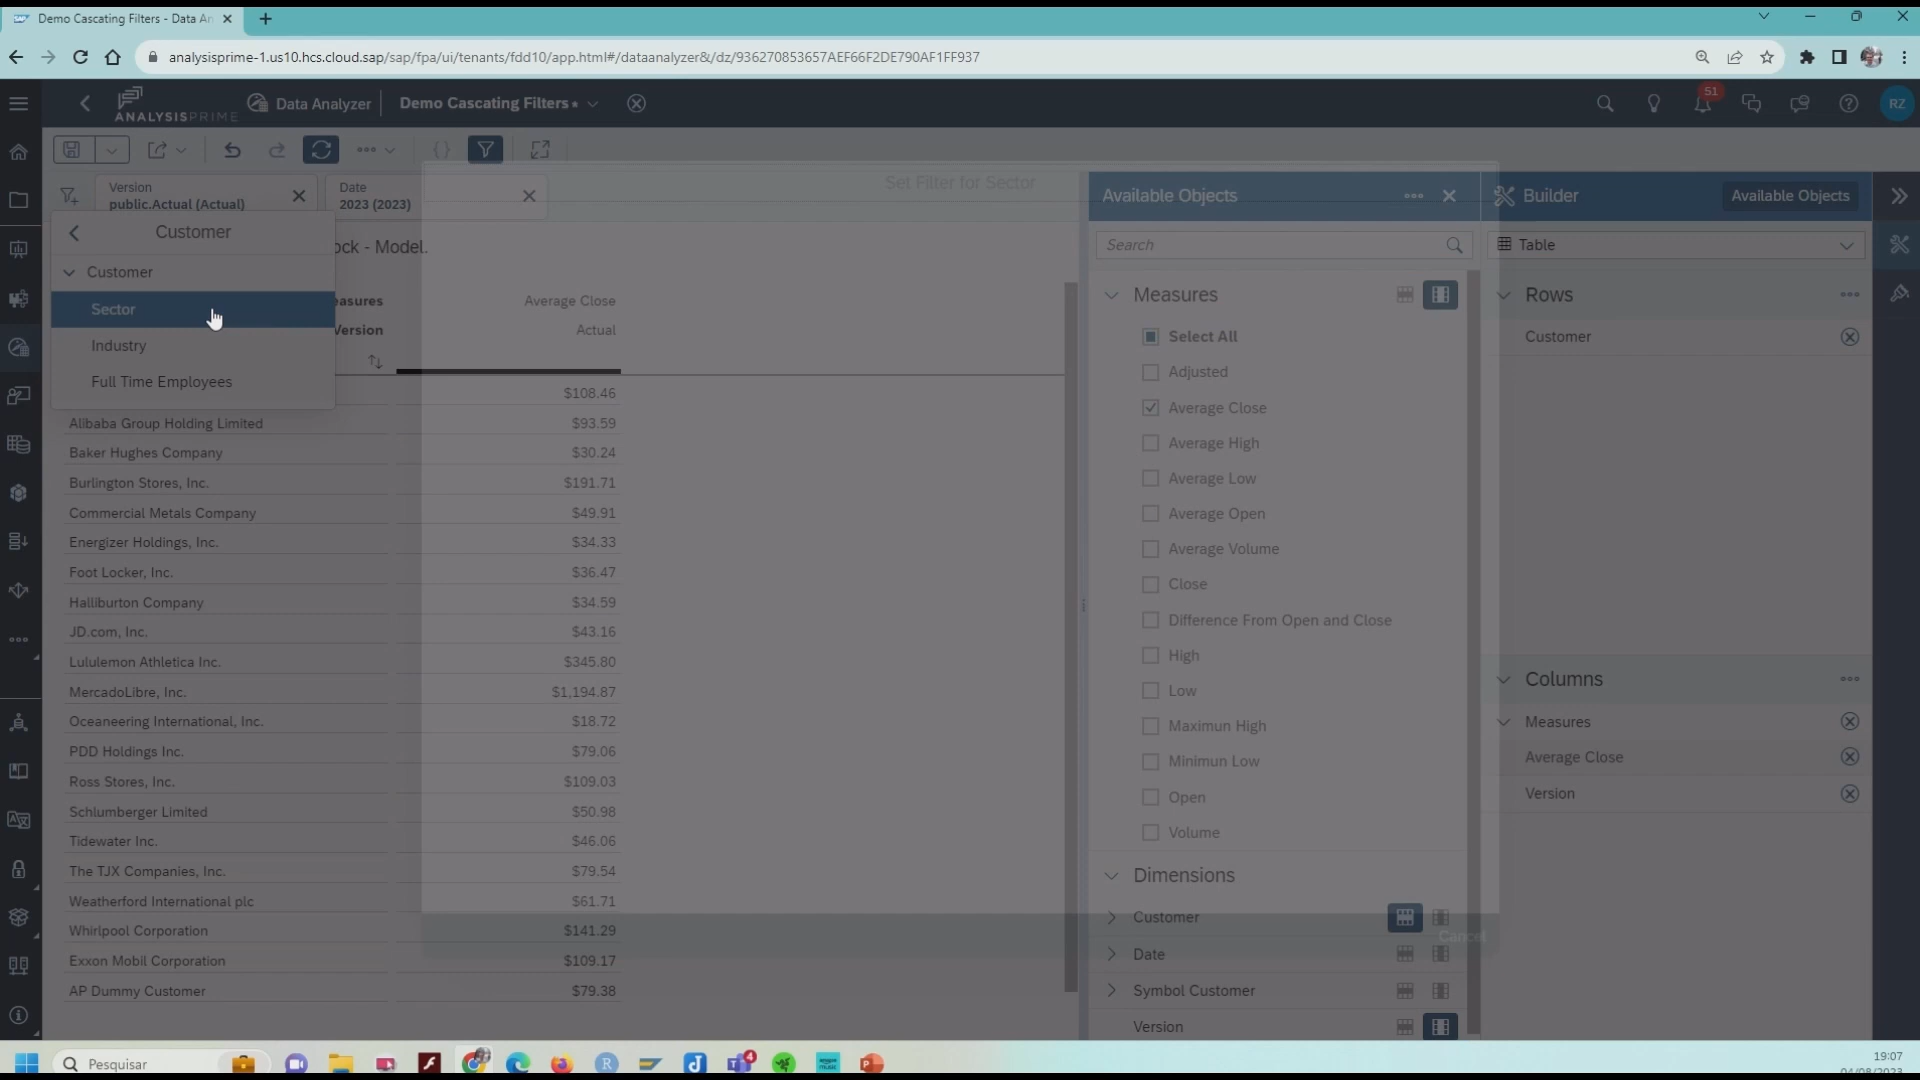 Demo Cascating Filters - Data An
analysisprime-1.us10.hcs.cloud.sap/sap/fpa/ui/tenants/fdd10/app.html#/dataanalyzer&/dz/936270853657AEF66F2DE790AF1FF937
ANALYSISPRIME
Data Analyzer
Demo Cascating Filters *
51
RZ
Version
public.Actual (Actual)
Date
2023 (2023)
Set Filter for Sector
Available Objects
Builder
Available Objects
Customer
ock - Model.
Search
Table
Customer
Sector
Industry
Full Time Employees
easures
Average Close
Version
Actual
$108.46
Alibaba Group Holding Limited $93.59
Baker Hughes Company $30.24
Burlington Stores, Inc. $191.71
Commercial Metals Company $49.91
Energizer Holdings, Inc. $34.33
Foot Locker, Inc. $36.47
Halliburton Company $34.59
JD.com, Inc. $43.16
Lululemon Athletica Inc. $345.80
MercadoLibre, Inc. $1,194.87
Oceaneering International, Inc. $18.72
PDD Holdings Inc. $79.06
Ross Stores, Inc. $109.03
Schlumberger Limited $50.98
Tidewater Inc. $46.06
The TJX Companies, Inc. $79.54
Weatherford International plc $61.71
Whirlpool Corporation $141.29
Exxon Mobil Corporation $109.17
AP Dummy Customer $79.38
Measures
Select All
Adjusted
Average Close
Average High
Average Low
Average Open
Average Volume
Close
Difference From Open and Close
High
Low
Maximun High
Minimun Low
Open
Volume
Dimensions
Customer
Cancel
Date
Symbol Customer
Version
Rows
Customer
Columns
Measures
Average Close
Version
Pesquisar
4
19:07
04/08/2023